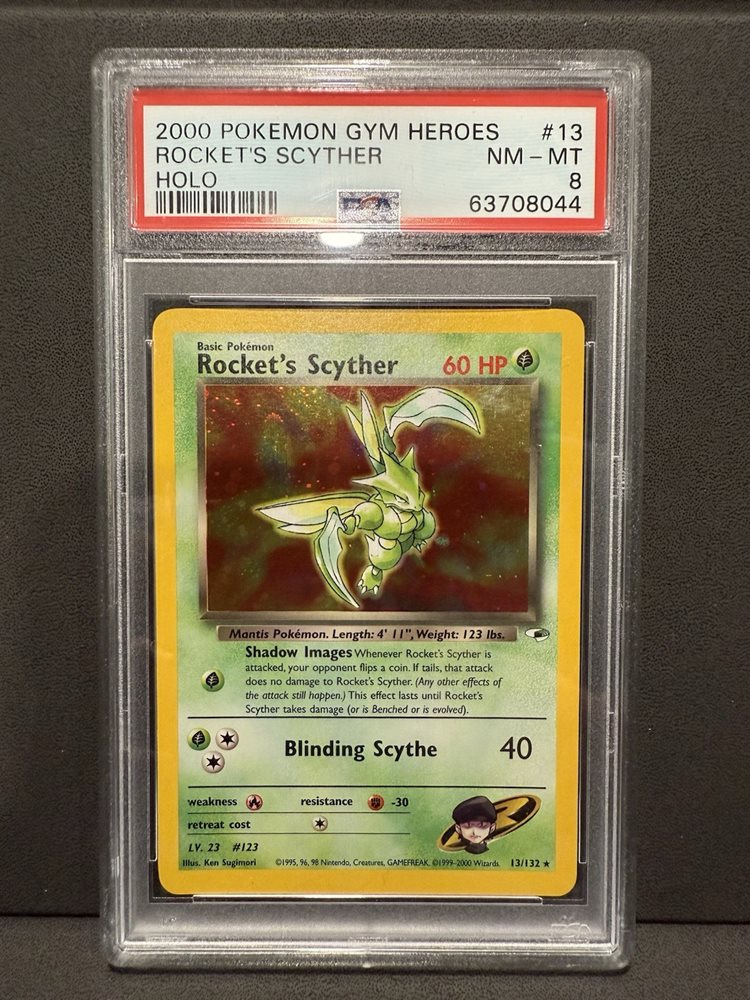 2000 POKEMON GYM HEROES #13
ROCKET'S SCYTHER NM - MT
HOLO 8
PSA
63708044
Basic Pokémon
Rocket's Scyther 60 HP
Mantis Pokémon. Length: 4' 11", Weight: 123 lbs.
Shadow Images Whenever Rocket's Scyther is
attacked, your opponent flips a coin. If tails, that attack
does no damage to Rocket's Scyther. (Any other effects of
the attack still happen.) This effect lasts until Rocket's
Scyther takes damage (or is Benched or is evolved).
Blinding Scythe 40
weakness resistance -30
retreat cost
LV. 23 #123
Illus. Ken Sugimori ©1995, 96, 98 Nintendo, Creatures, GAMEFREAK. ©1999-2000 Wizards. 13/132 ★